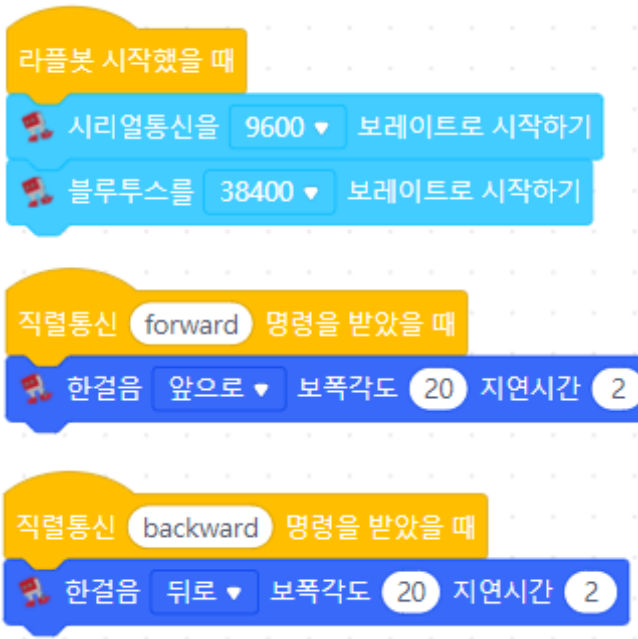 라플봇 시작했을 때
시리얼통신을 9600 보레이트로 시작하기
블루투스를 38400 보레이트로 시작하기
직렬통신 forward 명령을 받았을 때
한걸음 앞으로 보폭각도 20 지연시간 2
직렬통신 backward 명령을 받았을 때
한걸음 뒤로 보폭각도 20 지연시간 2